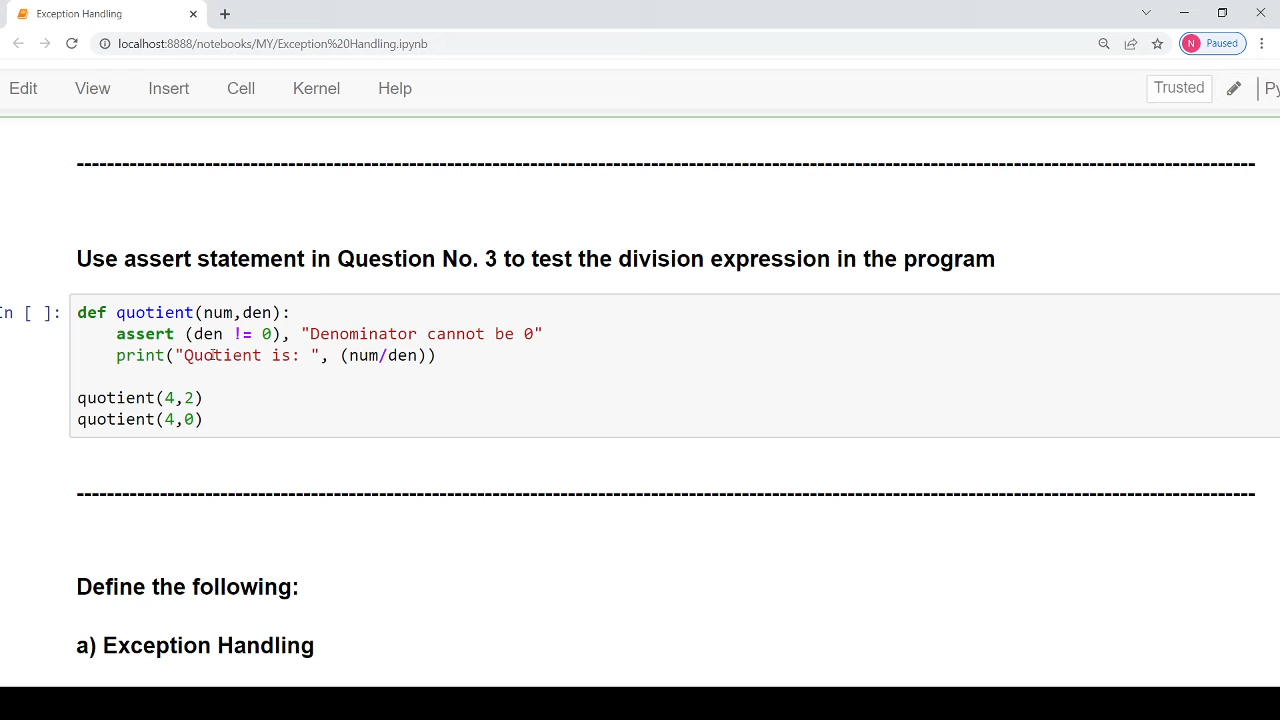 Exception Handling
localhost:8888/notebooks/MY/Exception%20Handling.ipynb
N Paused
Edit View Insert Cell Kernel Help Trusted Py
--------------------------------------------------------------------------------------------------------------------------------------------------------------
Use assert statement in Question No. 3 to test the division expression in the program
In [ ]: def quotient(num,den):
    assert (den != 0), "Denominator cannot be 0"
    print("Quotient is: ", (num/den))
quotient(4,2)
quotient(4,0)
--------------------------------------------------------------------------------------------------------------------------------------------------------------
Define the following:
a) Exception Handling